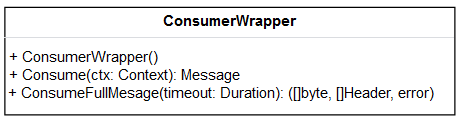 ConsumerWrapper
+ ConsumerWrapper()
+ Consume(ctx: Context): Message
+ ConsumeFullMesage(timeout: Duration): ([]byte, []Header, error)